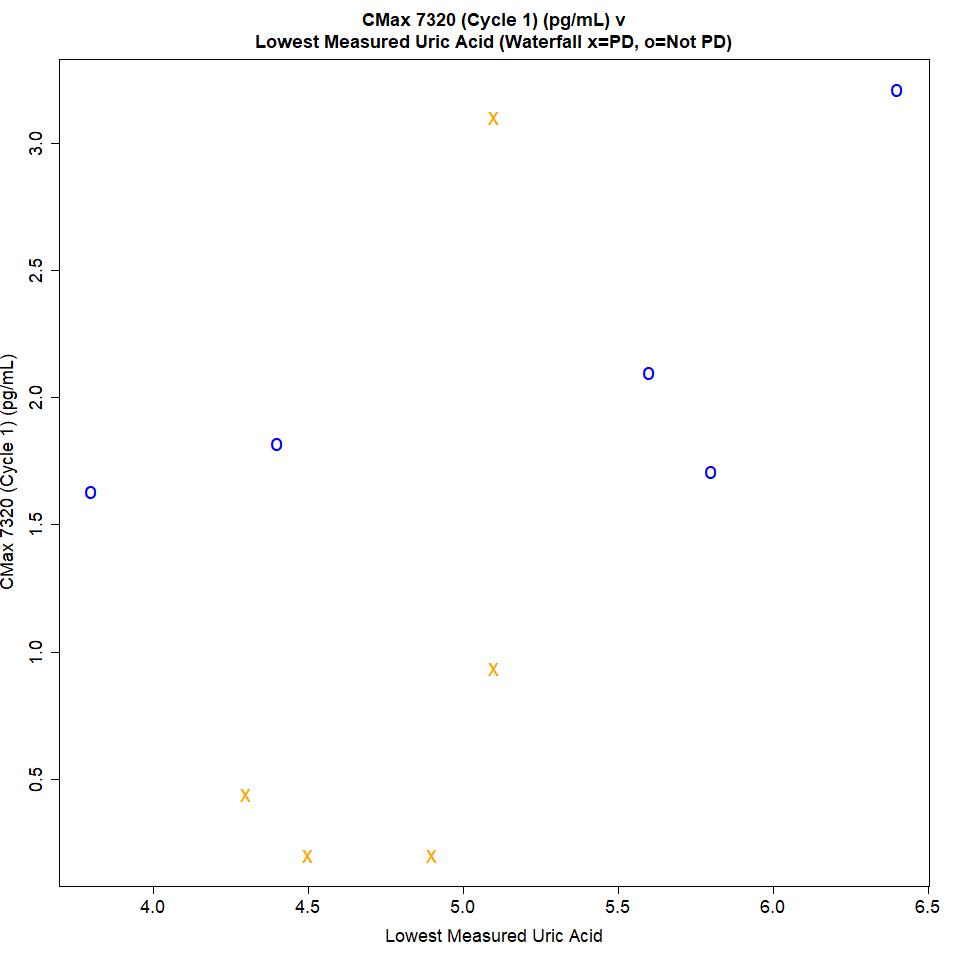 CMax 7320 (Cycle 1) (pg/mL) v
Lowest Measured Uric Acid (Waterfall x=PD, o=Not PD)
CMax 7320 (Cycle 1) (pg/mL)
3.0
2.5
2.0
1.5
1.0
0.5
x
o
o
o
o
o
x
x
x
x
4.0 4.5 5.0 5.5 6.0 6.5
Lowest Measured Uric Acid